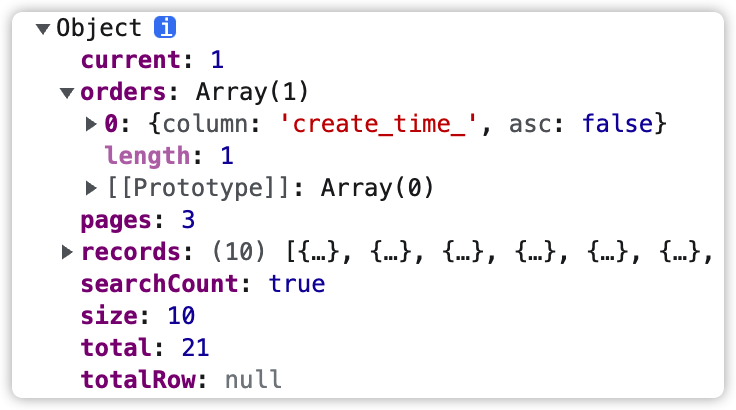 Object i
current: 1
orders: Array(1)
0: {column: 'create_time_', asc: false}
length: 1
[[Prototype]]: Array(0)
pages: 3
records: (10) [{…}, {…}, {…}, {…}, {…}, {…},
searchCount: true
size: 10
total: 21
totalRow: null